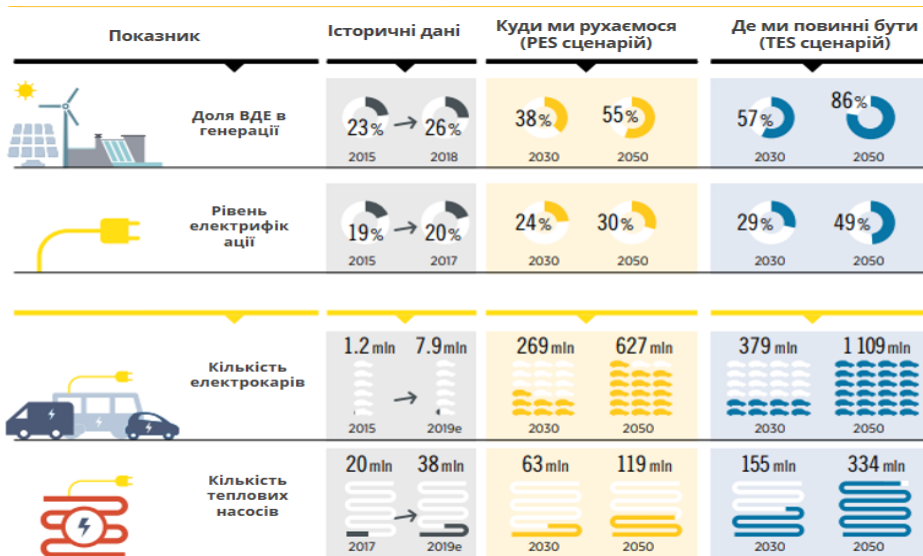 Показник
Історичні дані
Куди ми рухаємося
(PES сценарій)
Де ми повинні бути
(TES сценарій)
Доля ВДЕ в
генерації
23% → 26%
2015 2018
38% 55%
2030 2050
57% 86%
2030 2050
Рівень
електрифік
ації
19% → 20%
2015 2017
24% 30%
2030 2050
29% 49%
2030 2050
Кількість
електрокарів
1.2 mln 7.9 mln
2015 2019e
269 mln 627 mln
2030 2050
379 mln 1 109 mln
2030 2050
Кількість
теплових
насосів
20 mln 38 mln
2017 2019e
63 mln 119 mln
2030 2050
155 mln 334 mln
2030 2050